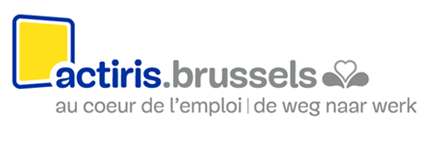 actiris.brussels
au coeur de l'emploi | de weg naar werk